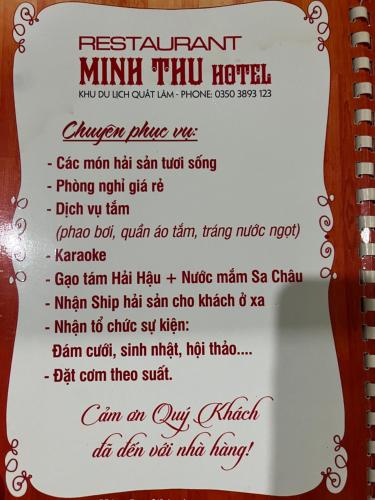 RESTAURANT
MINH THU HOTEL
KHU DU LỊCH QUẤT LÂM - PHONE: 0350 3893 123
Chuyên phục vụ:
- Các món hải sản tươi sống
- Phòng nghỉ giá rẻ
- Dịch vụ tắm
(phao bơi, quần áo tắm, tráng nước ngọt)
- Karaoke
- Gạo tám Hải Hậu + Nước mắm Sa Châu
- Nhận Ship hải sản cho khách ở xa
- Nhận tổ chức sự kiện:
Đám cưới, sinh nhật, hội thảo....
- Đặt cơm theo suất.
Cảm ơn Quý Khách
đã đến với nhà hàng!